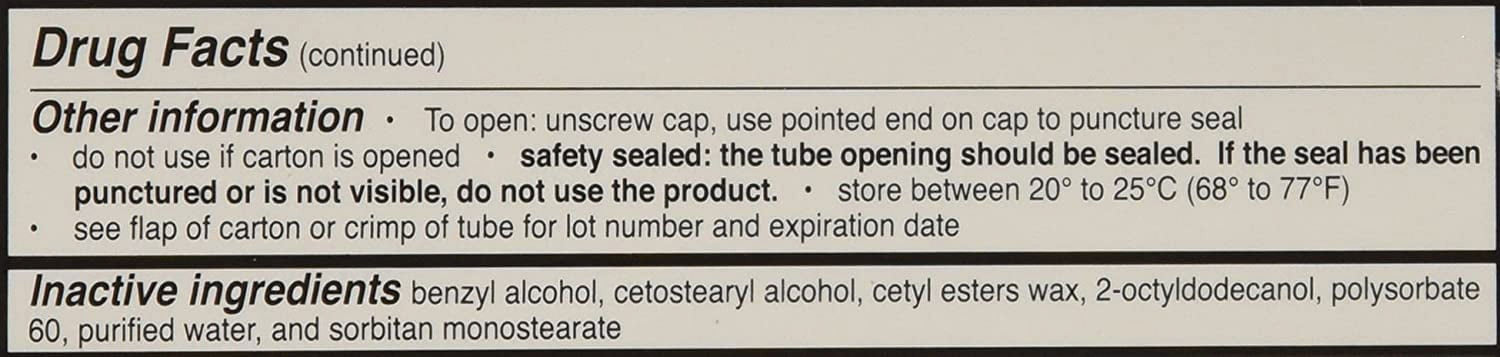 Drug Facts (continued)
Other information • To open: unscrew cap, use pointed end on cap to puncture seal
• do not use if carton is opened • safety sealed: the tube opening should be sealed. If the seal has been
punctured or is not visible, do not use the product. • store between 20° to 25°C (68° to 77°F)
• see flap of carton or crimp of tube for lot number and expiration date
Inactive ingredients benzyl alcohol, cetostearyl alcohol, cetyl esters wax, 2-octyldodecanol, polysorbate
60, purified water, and sorbitan monostearate